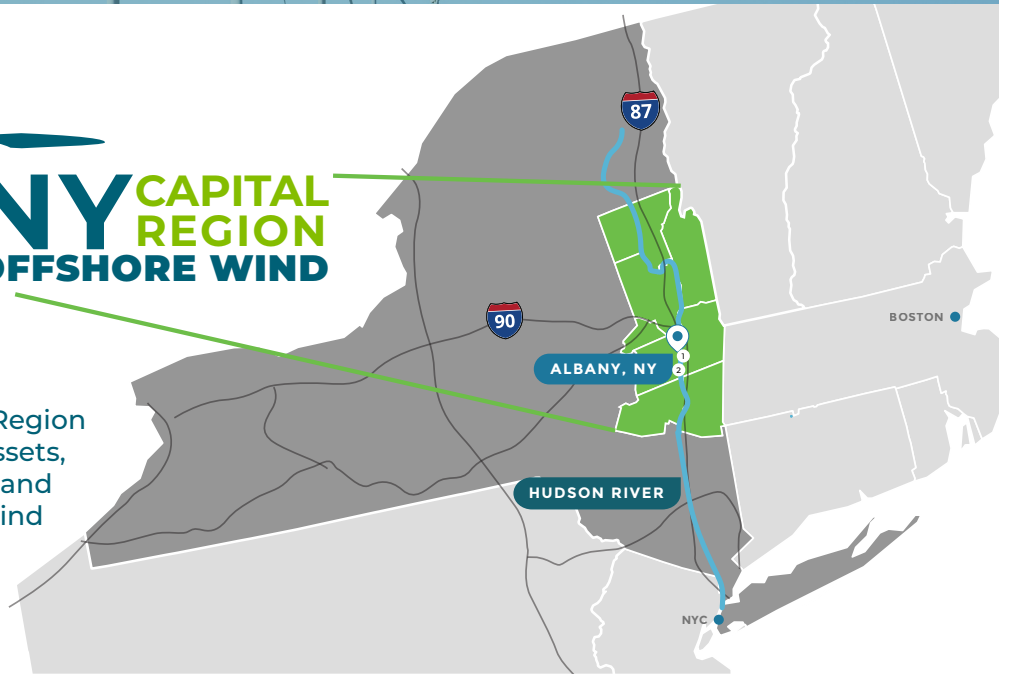 87
NY CAPITAL
REGION
OFFSHORE WIND
90
BOSTON
ALBANY, NY
1
2
Region
ssets,
and
ind
HUDSON RIVER
NYC